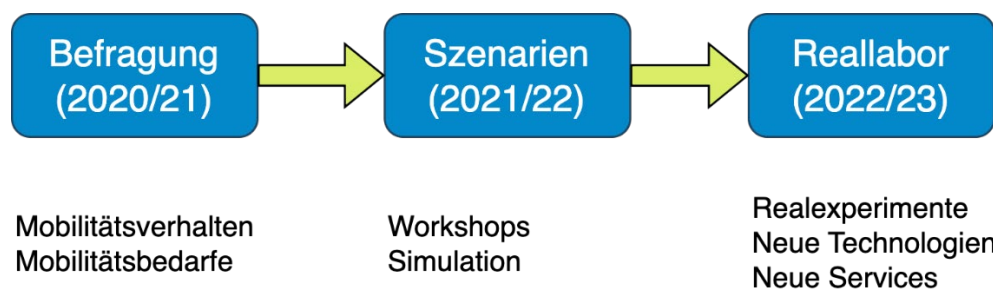 Befragung
(2020/21)
Szenarien
(2021/22)
Reallabor
(2022/23)
Mobilitätsverhalten
Mobilitätsbedarfe
Workshops
Simulation
Realexperimente
Neue Technologien
Neue Services